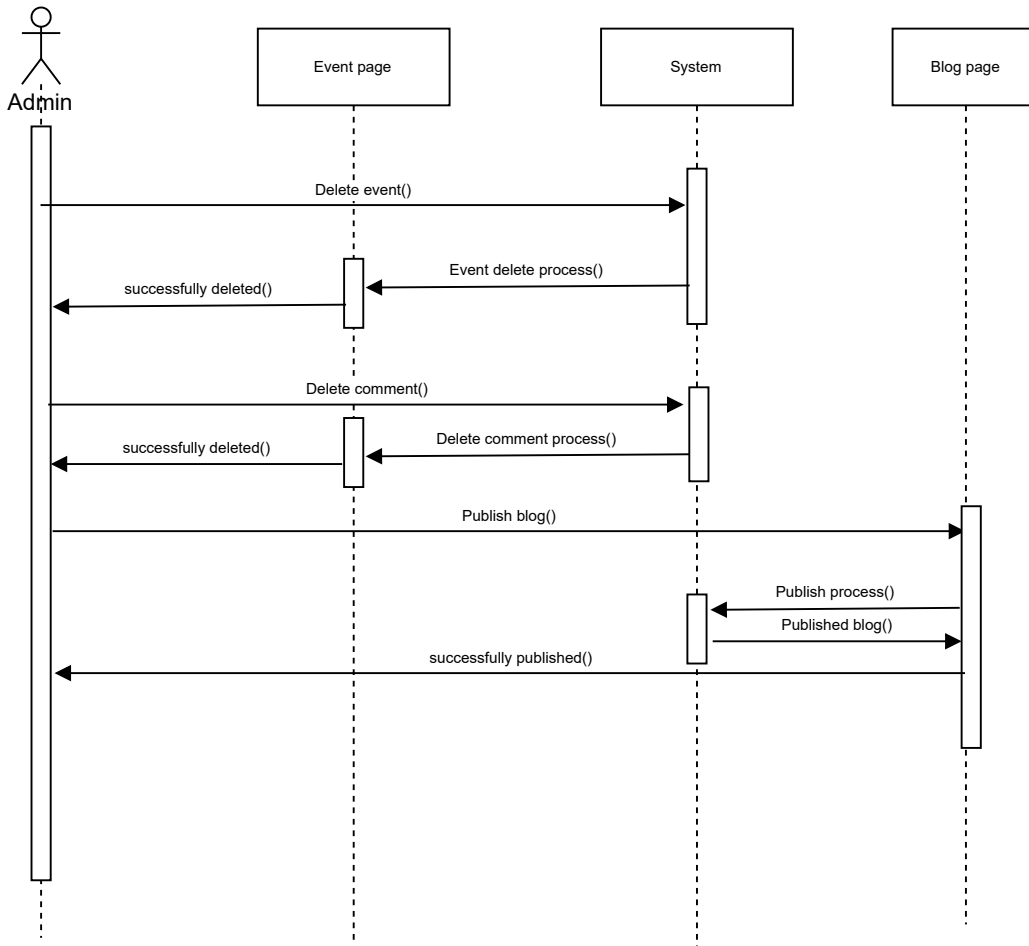 Admin
Event page
System
Blog page
Delete event()
Event delete process()
successfully deleted()
Delete comment()
Delete comment process()
successfully deleted()
Publish blog()
Publish process()
Published blog()
successfully published()